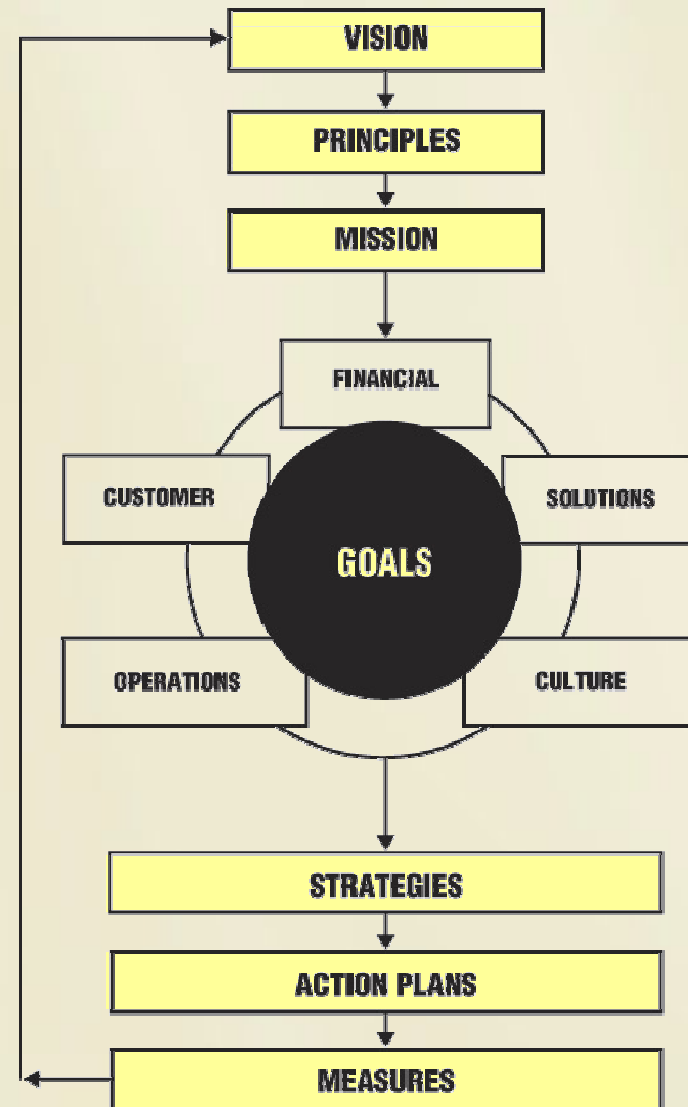 VISION
PRINCIPLES
MISSION
FINANCIAL
CUSTOMER
SOLUTIONS
GOALS
OPERATIONS
CULTURE
STRATEGIES
ACTION PLANS
MEASURES